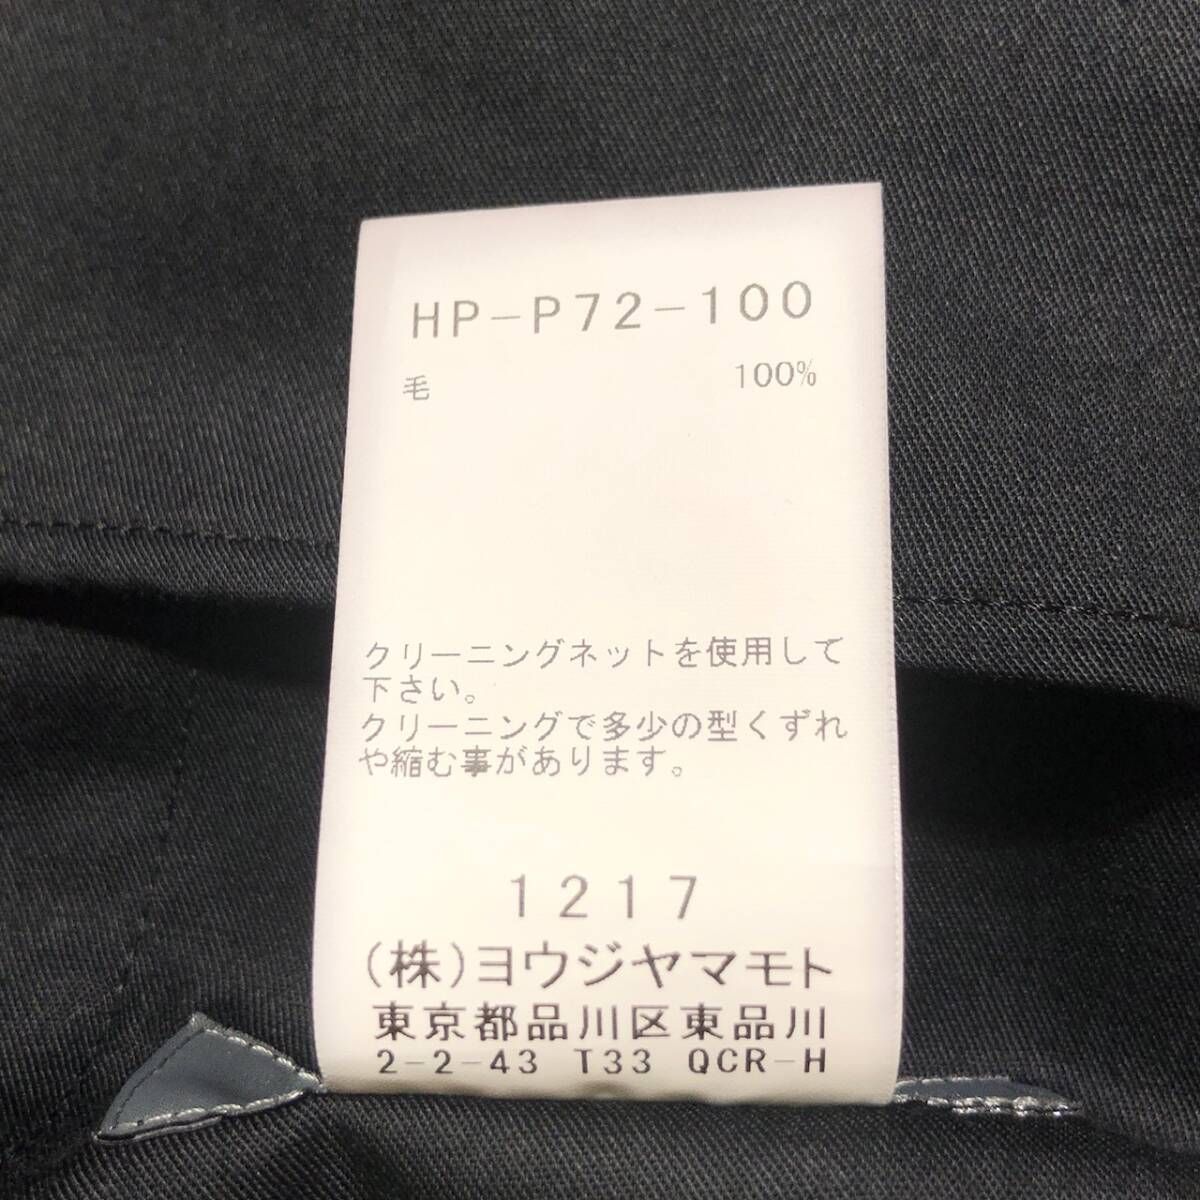 HP-P72-100
毛 100%
クリーニングネットを使用して
下さい。
クリーニングで多少の型くずれ
や縮む事があります。
1217
(株)ヨウジヤマモト
東京都品川区東品川
2-2-43 T33 QCR-H